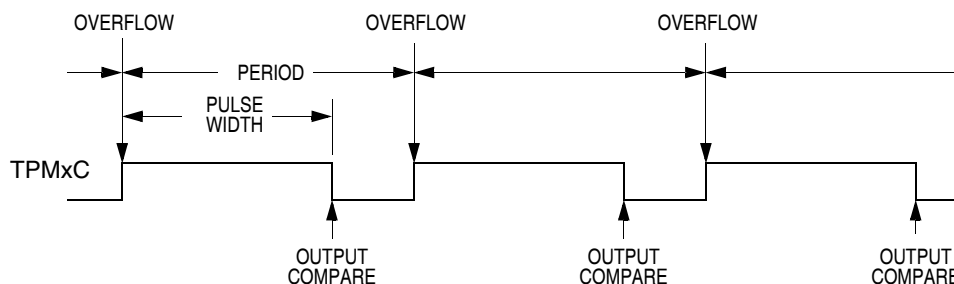 OVERFLOW OVERFLOW OVERFLOW
PERIOD
PULSE
WIDTH
TPMxC
OUTPUT
COMPARE
OUTPUT
COMPARE
OUTPUT
COMPARE